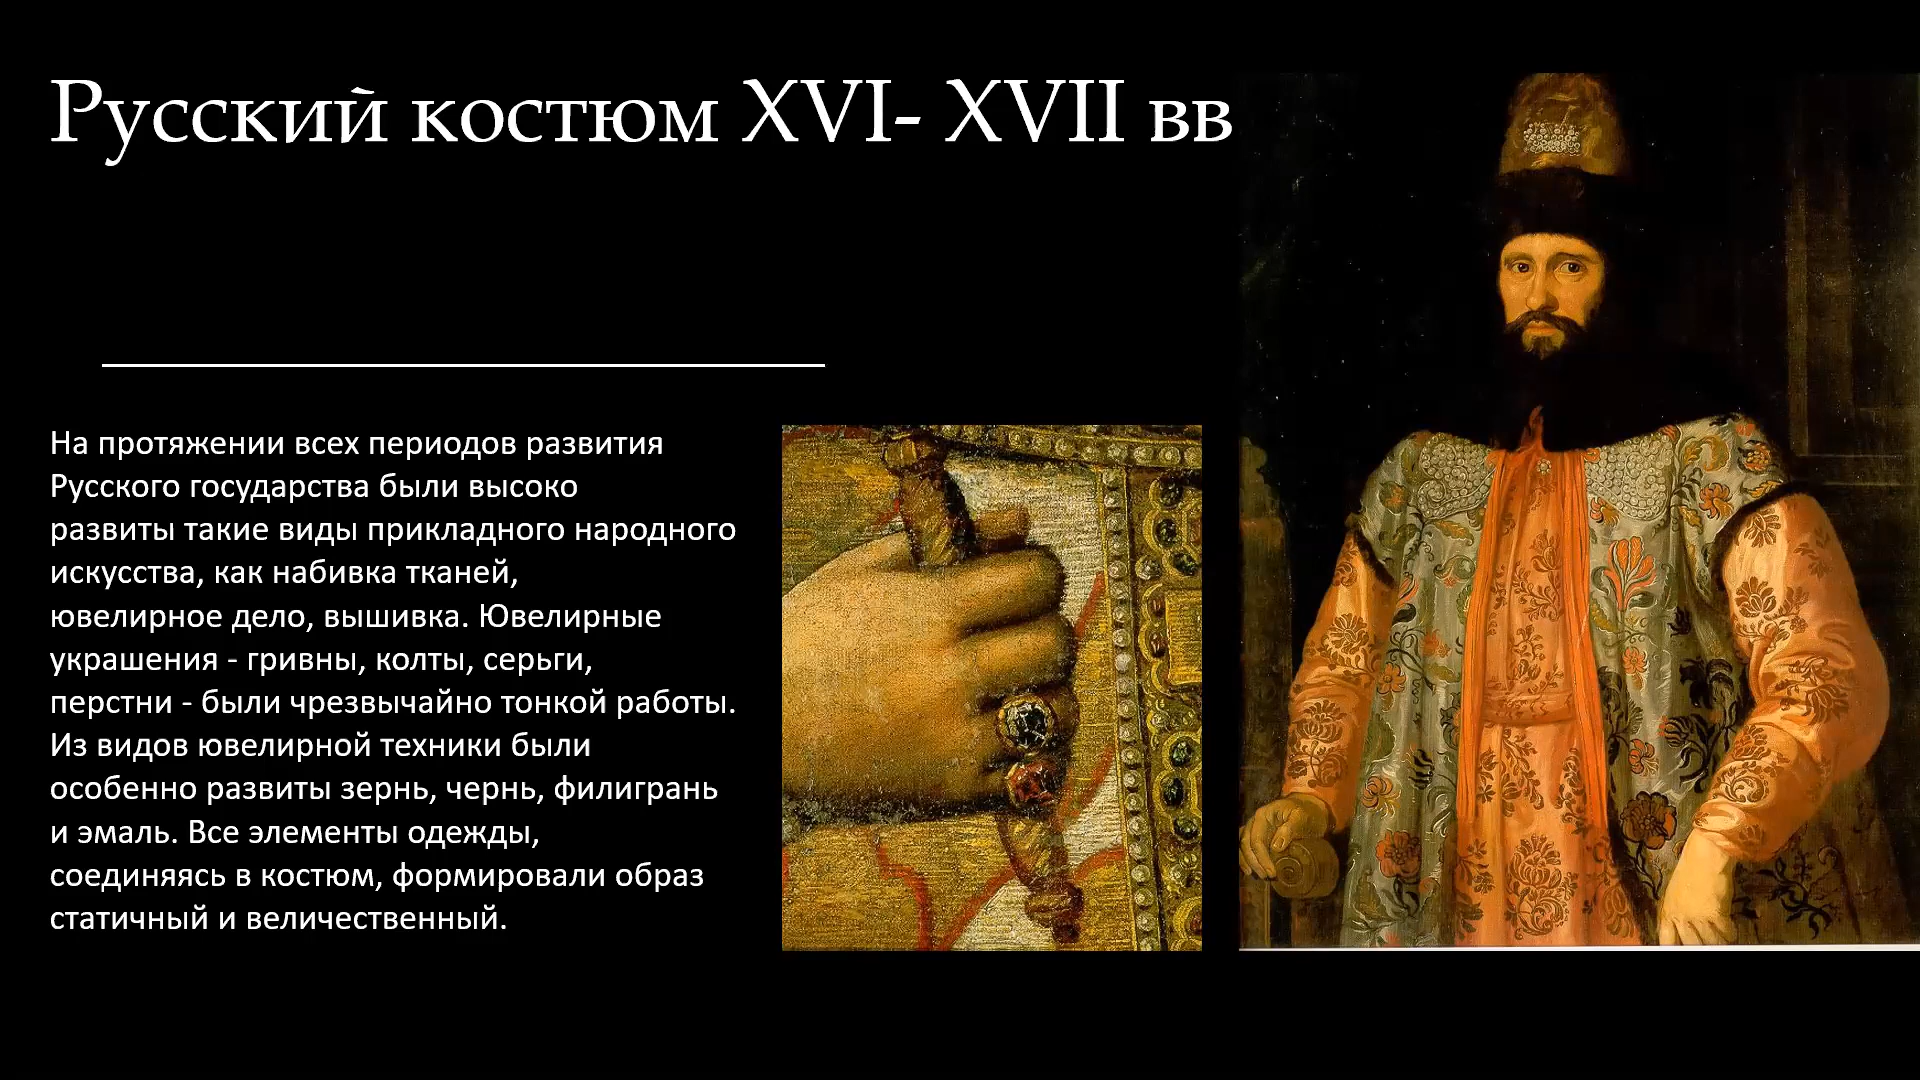 Русский костюм XVI- XVII вв
На протяжении всех периодов развития
Русского государства были высоко
развиты такие виды прикладного народного
искусства, как набивка тканей,
ювелирное дело, вышивка. Ювелирные
украшения - гривны, колты, серьги,
перстни - были чрезвычайно тонкой работы.
Из видов ювелирной техники были
особенно развиты зернь, чернь, филигрань
и эмаль. Все элементы одежды,
соединяясь в костюм, формировали образ
статичный и величественный.